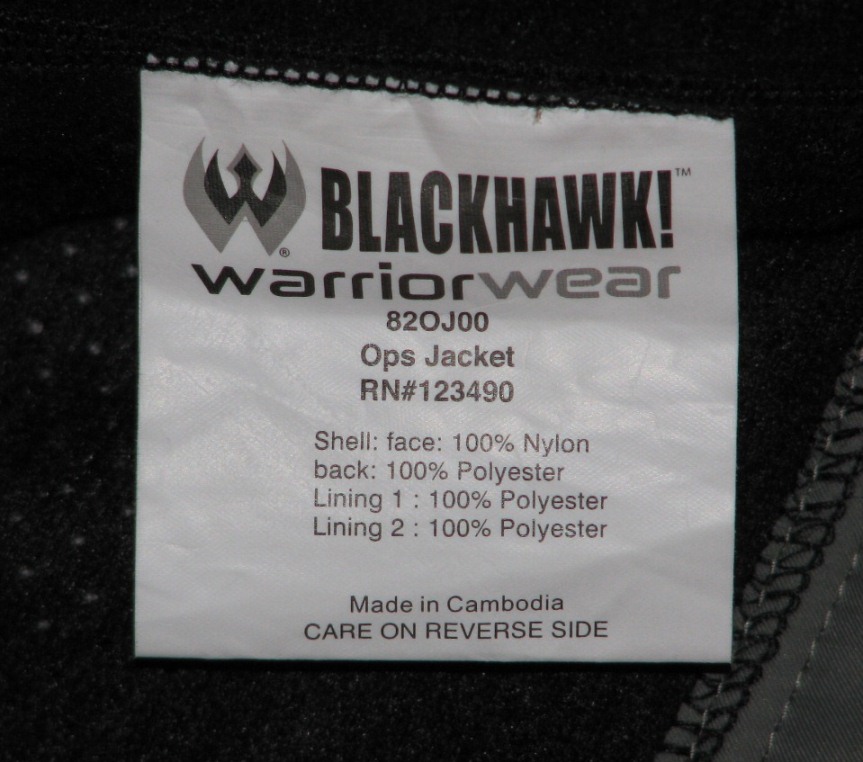 BLACKHAWK!™
®
warriorwear
82OJ00
Ops Jacket
RN#123490
Shell: face: 100% Nylon
back: 100% Polyester
Lining 1 : 100% Polyester
Lining 2 : 100% Polyester
Made in Cambodia
CARE ON REVERSE SIDE